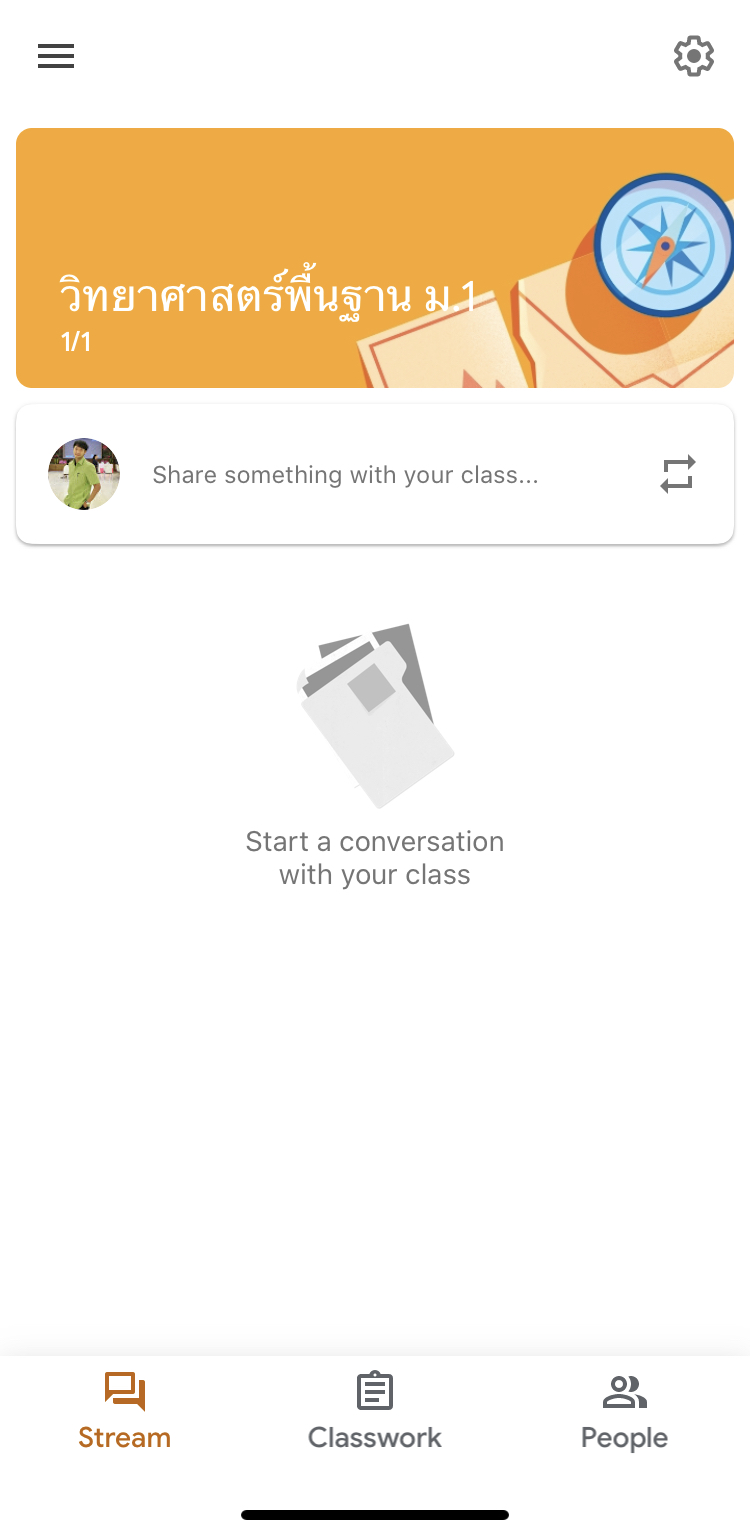 วิทยาศาสตร์พื้นฐาน ม.1
1/1
Share something with your class...
Start a conversation
with your class
Stream
Classwork
People